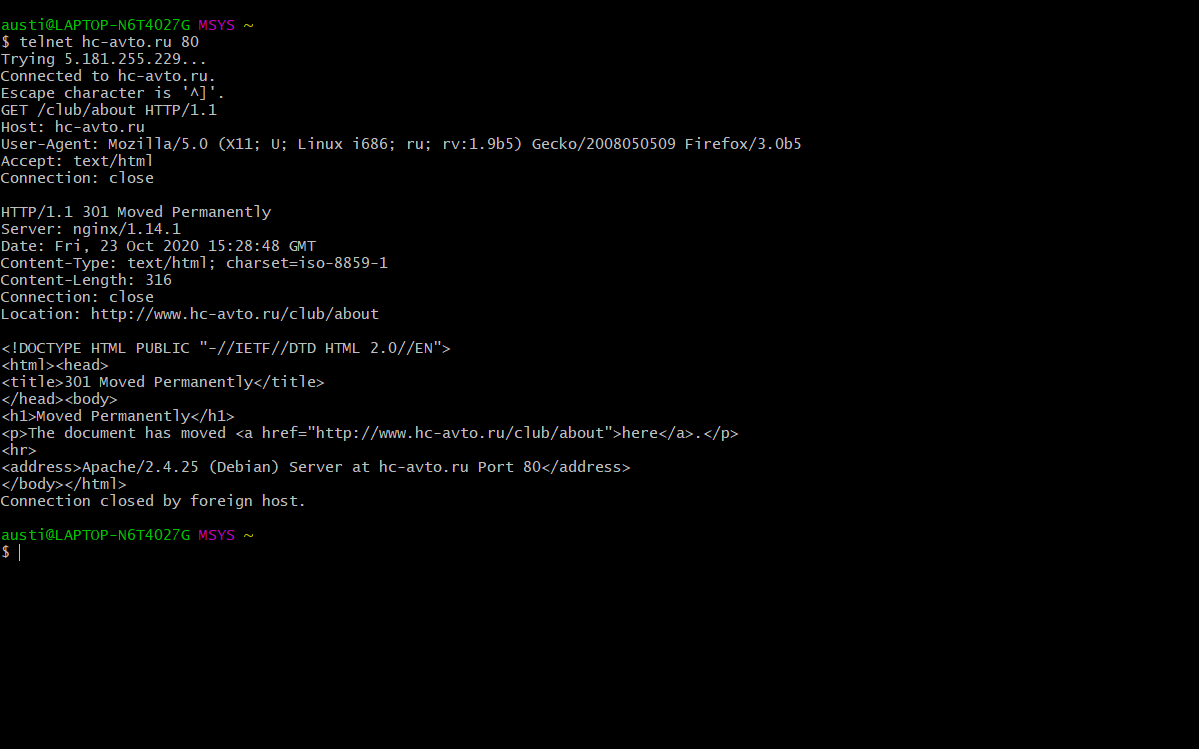 austi@LAPTOP-N6T4027G MSYS ~
$ telnet hc-avto.ru 80
Trying 5.181.255.229...
Connected to hc-avto.ru.
Escape character is '^]'.
GET /club/about HTTP/1.1
Host: hc-avto.ru
User-Agent: Mozilla/5.0 (X11; U; Linux i686; ru; rv:1.9b5) Gecko/2008050509 Firefox/3.0b5
Accept: text/html
Connection: close

HTTP/1.1 301 Moved Permanently
Server: nginx/1.14.1
Date: Fri, 23 Oct 2020 15:28:48 GMT
Content-Type: text/html; charset=iso-8859-1
Content-Length: 316
Connection: close
Location: http://www.hc-avto.ru/club/about

<!DOCTYPE HTML PUBLIC "-//IETF//DTD HTML 2.0//EN">
<html><head>
<title>301 Moved Permanently</title>
</head><body>
<h1>Moved Permanently</h1>
<p>The document has moved <a href="http://www.hc-avto.ru/club/about">here</a>.</p>
<hr>
<address>Apache/2.4.25 (Debian) Server at hc-avto.ru Port 80</address>
</body></html>
Connection closed by foreign host.

austi@LAPTOP-N6T4027G MSYS ~
$